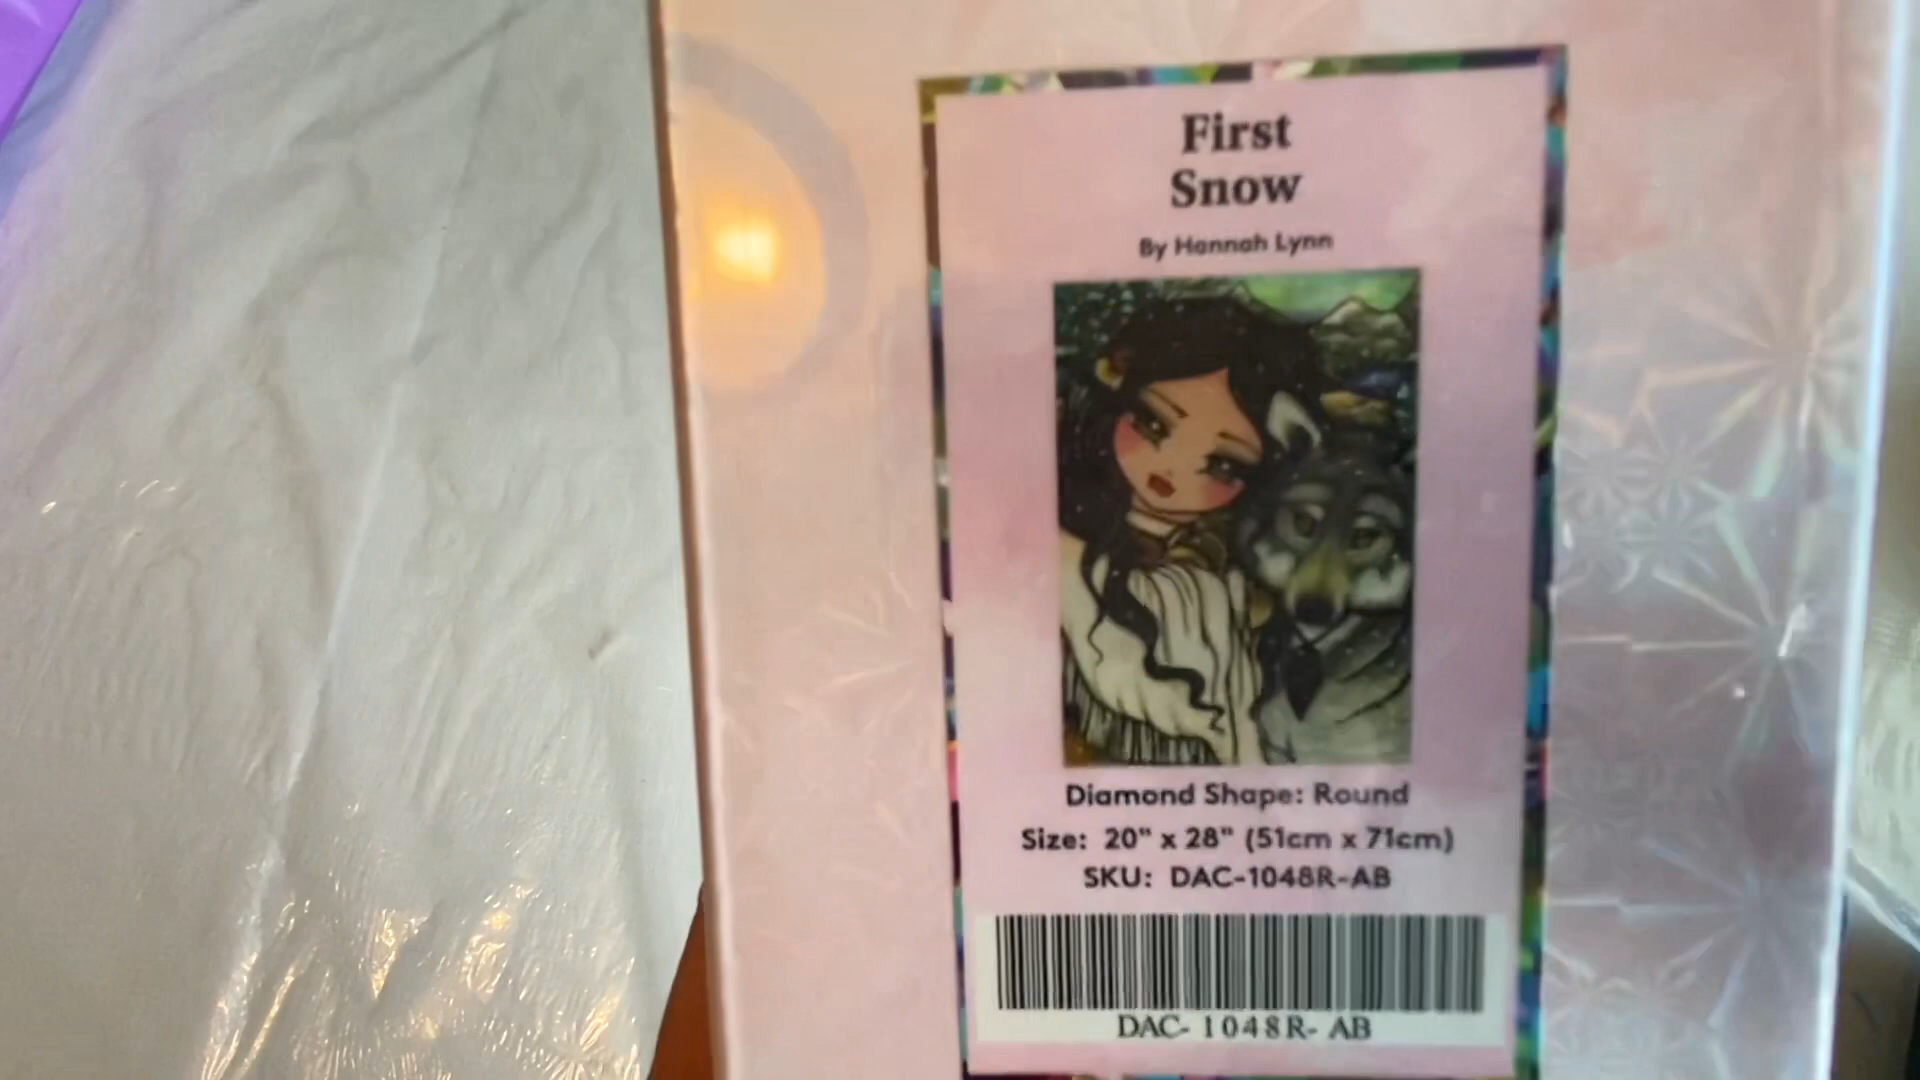 First
Snow
By Hannah Lynn
Diamond Shape: Round
Size: 20" x 28" (51cm x 71cm)
SKU: DAC-1048R-AB
DAC- 1048R- AB